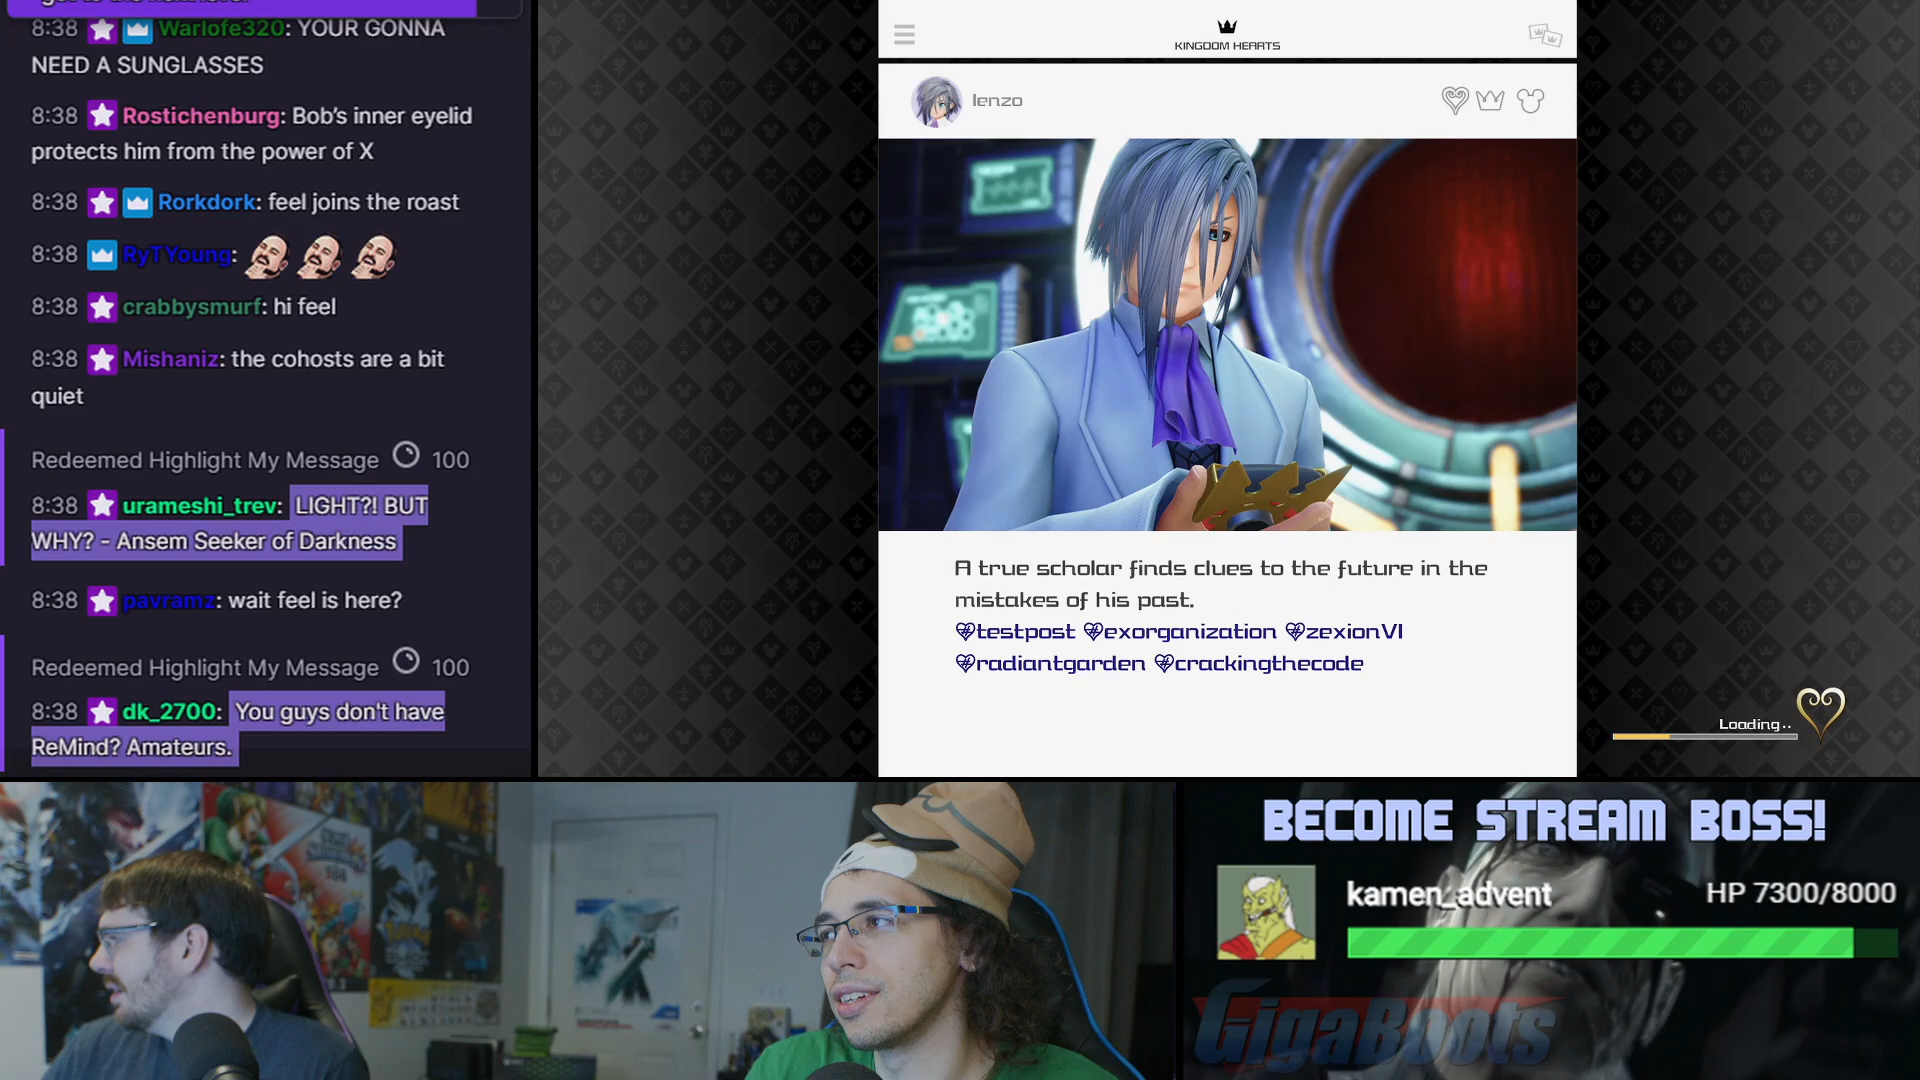 8:38 Warlofe320: YOUR GONNA
NEED A SUNGLASSES
8:38 Rostichenburg: Bob's inner eyelid
protects him from the power of X
8:38 Rorkdork: feel joins the roast
8:38 RyTYoung:
8:38 crabbysmurf: hi feel
8:38 Mishaniz: the cohosts are a bit
quiet
Redeemed Highlight My Message 100
8:38 urameshi_trev: LIGHT?! BUT
WHY? - Ansem Seeker of Darkness
8:38 pavramz: wait feel is here?
Redeemed Highlight My Message 100
8:38 dk_2700: You guys don't have
ReMind? Amateurs.
KINGDOM HEARTS
Ienzo
A true scholar finds clues to the future in the
mistakes of his past.
testpost exorganization zexionVI
radiantgarden crackingthecode
Loading..
BECOME STREAM BOSS!
kamen_advent HP 7300/8000
GigaBoots